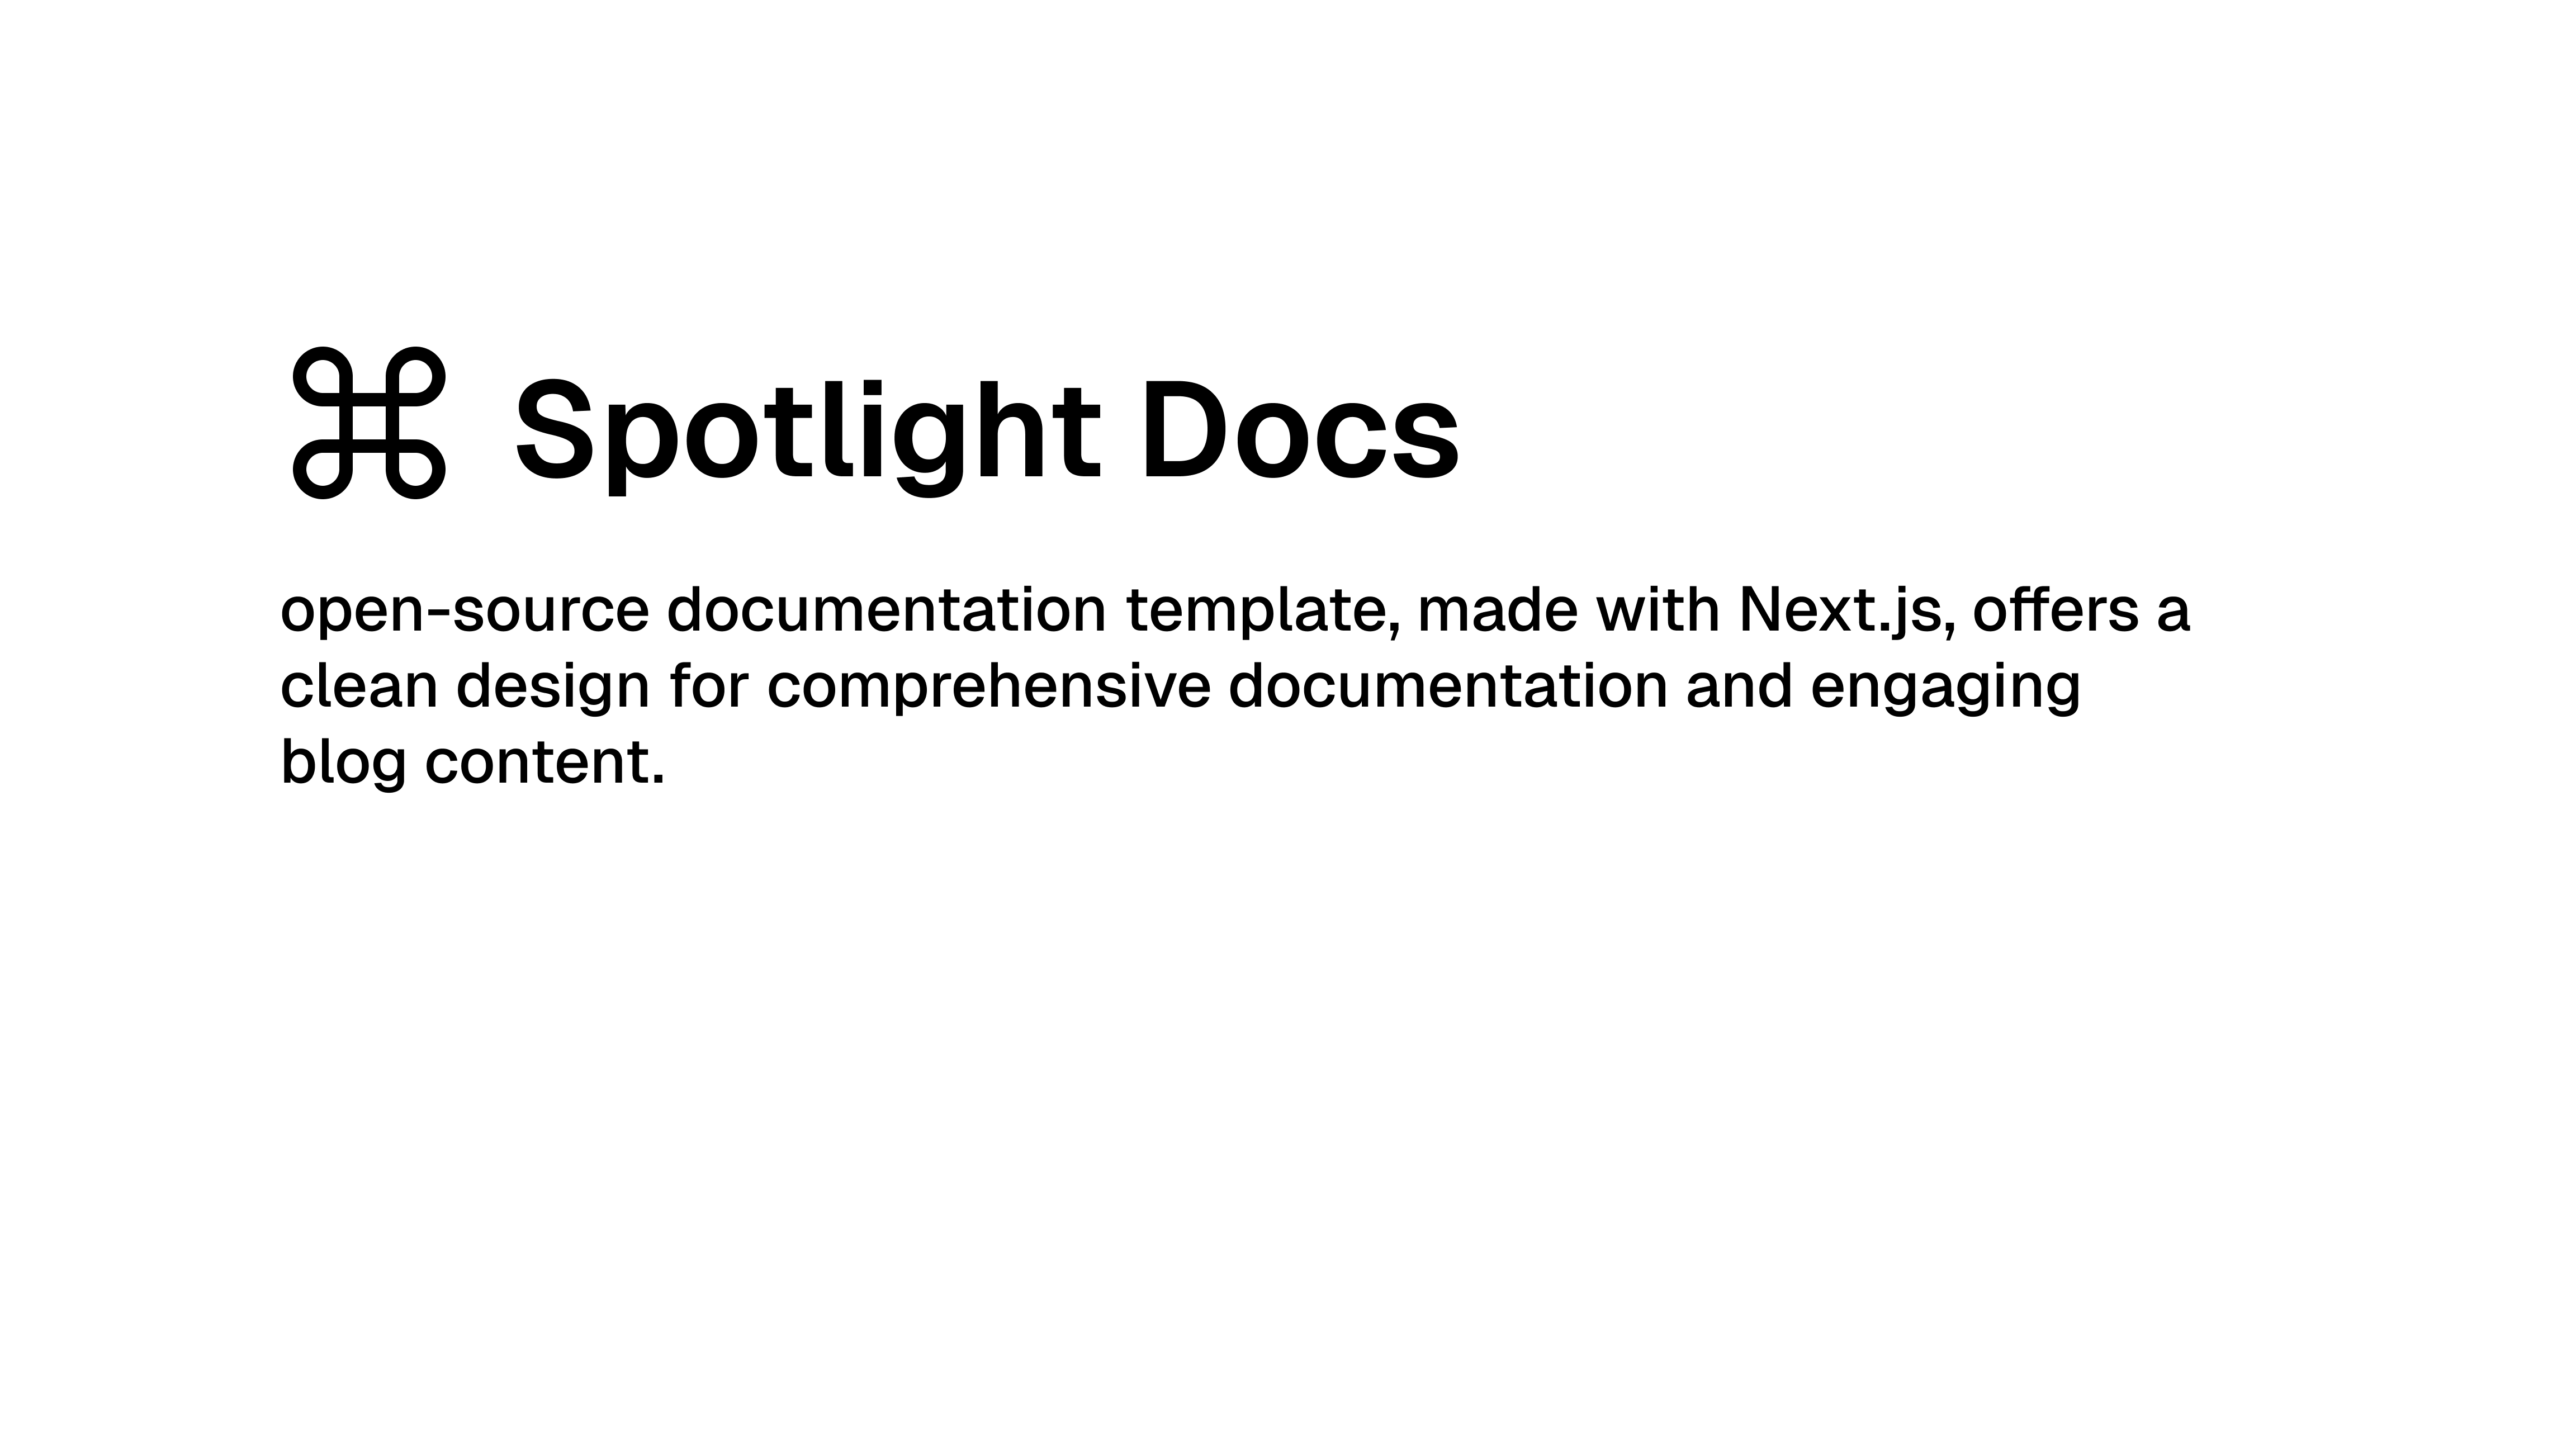 ⌘ Spotlight Docs
open-source documentation template, made with Next.js, offers a
clean design for comprehensive documentation and engaging
blog content.